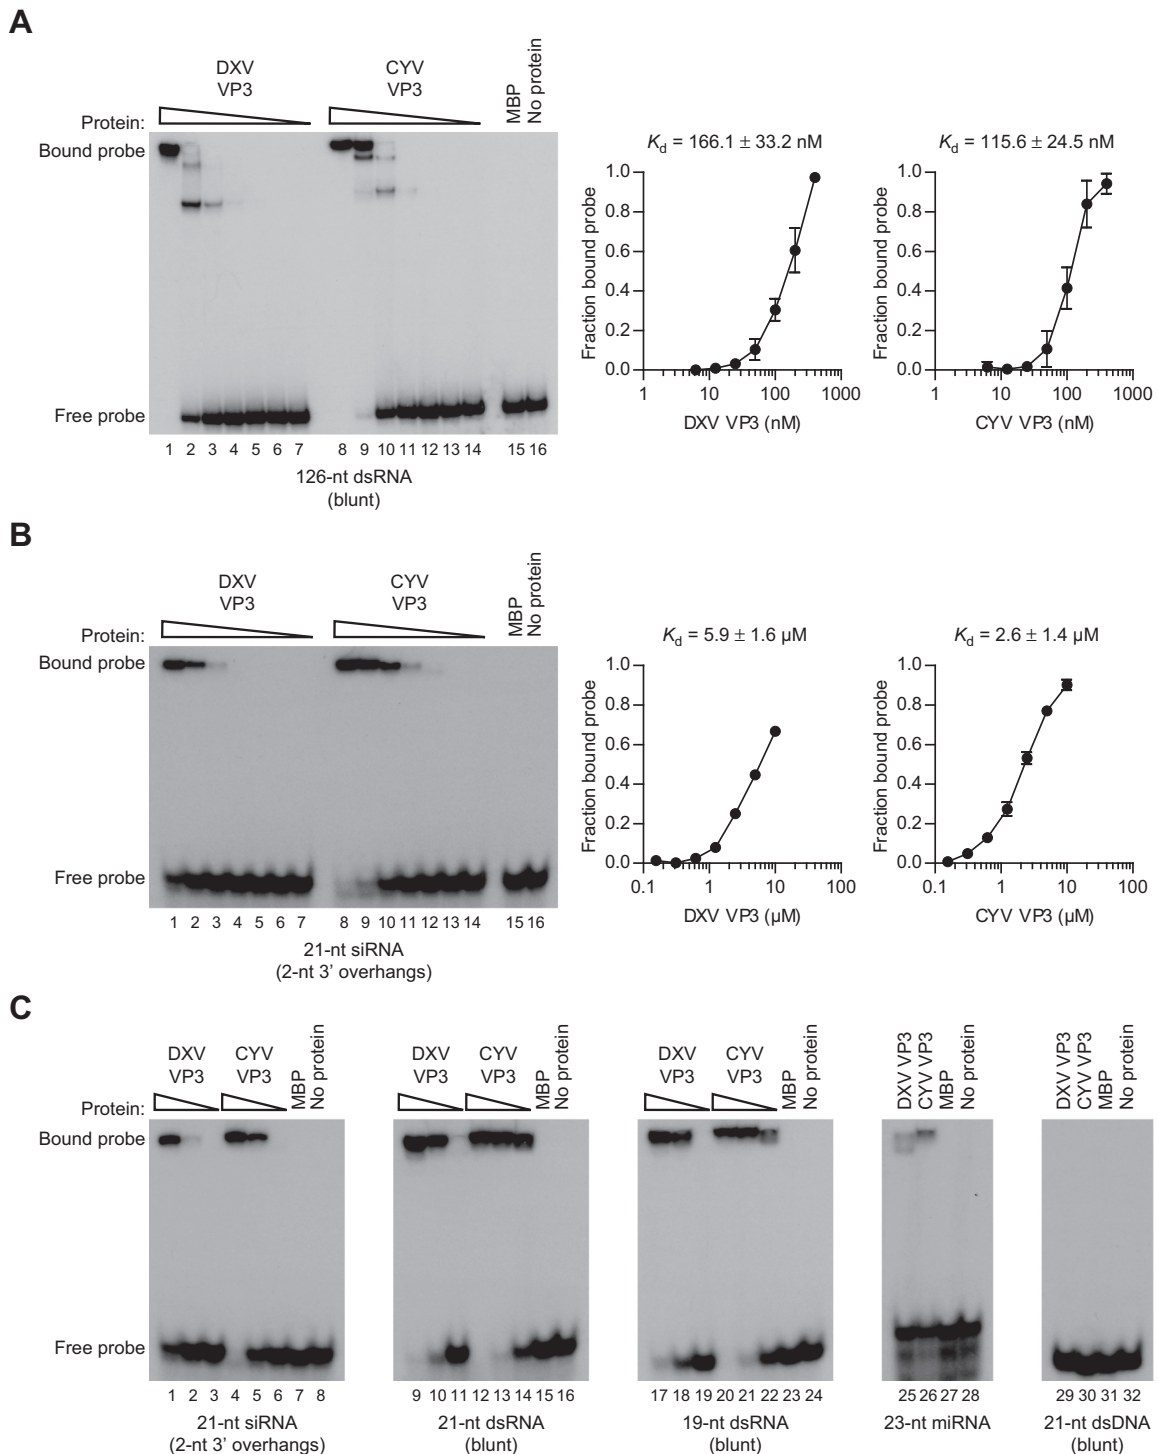 A
DXV
VP3
CYV
VP3
MBP
No protein
Protein:
Bound probe
Free probe
1 2 3 4 5 6 7 8 9 10 11 12 13 14 15 16
126-nt dsRNA
(blunt)
Kd = 166.1 ± 33.2 nM
Fraction bound probe
1.0
0.8
0.6
0.4
0.2
0.0
1 10 100 1000
DXV VP3 (nM)
Kd = 115.6 ± 24.5 nM
Fraction bound probe
1.0
0.8
0.6
0.4
0.2
0.0
1 10 100 1000
CYV VP3 (nM)
B
DXV
VP3
CYV
VP3
MBP
No protein
Protein:
Bound probe
Free probe
1 2 3 4 5 6 7 8 9 10 11 12 13 14 15 16
21-nt siRNA
(2-nt 3’ overhangs)
Kd = 5.9 ± 1.6 µM
Fraction bound probe
1.0
0.8
0.6
0.4
0.2
0.0
0.1 1 10 100
DXV VP3 (µM)
Kd = 2.6 ± 1.4 µM
Fraction bound probe
1.0
0.8
0.6
0.4
0.2
0.0
0.1 1 10 100
CYV VP3 (µM)
C
DXV
VP3
CYV
VP3
MBP
No protein
Protein:
Bound probe
Free probe
1 2 3 4 5 6 7 8
21-nt siRNA
(2-nt 3’ overhangs)
DXV
VP3
CYV
VP3
MBP
No protein
9 10 11 12 13 14 15 16
21-nt dsRNA
(blunt)
DXV
VP3
CYV
VP3
MBP
No protein
17 18 19 20 21 22 23 24
19-nt dsRNA
(blunt)
DXV VP3
CYV VP3
MBP
No protein
25 26 27 28
23-nt miRNA
DXV VP3
CYV VP3
MBP
No protein
29 30 31 32
21-nt dsDNA
(blunt)